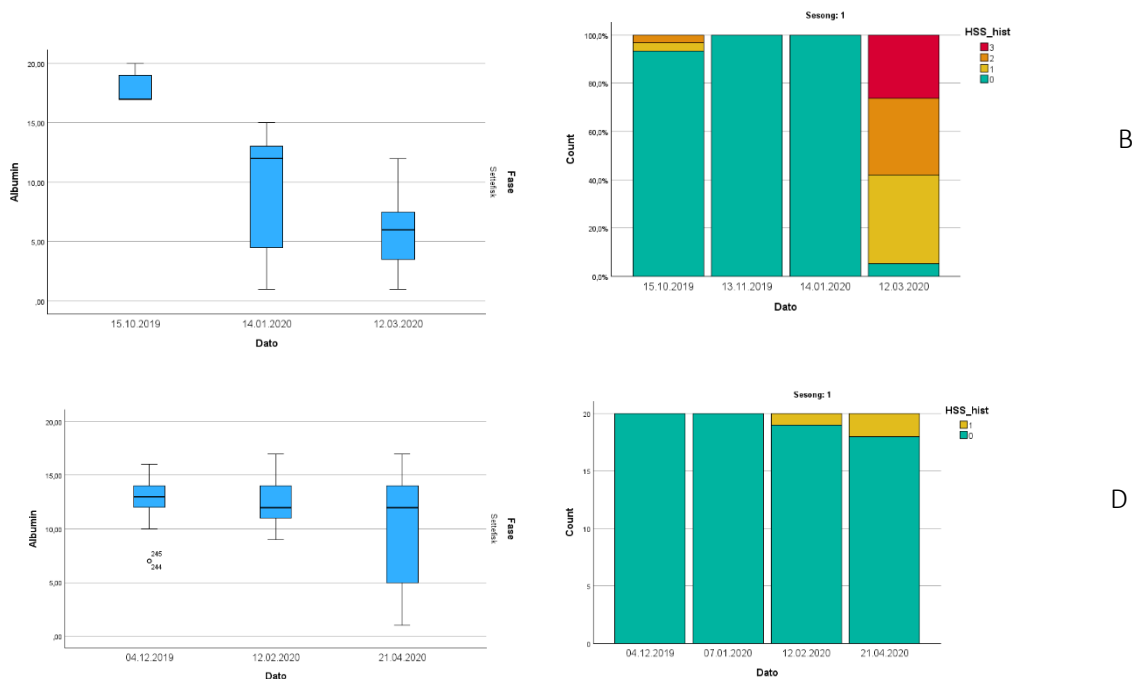 20,00
15,00
10,00
5,00
,00
Albumin
15.10.2019 14.01.2020 12.03.2020
Dato
Fase
Settefisk
Sesong: 1
100,0%
80,0%
60,0%
40,0%
20,0%
0,0%
Count
15.10.2019 13.11.2019 14.01.2020 12.03.2020
Dato
HSS_hist
3
2
1
0
B
20,00
15,00
10,00
5,00
,00
Albumin
245
244
04.12.2019 12.02.2020 21.04.2020
Dato
Fase
Settefisk
Sesong: 1
20
15
10
5
0
Count
04.12.2019 07.01.2020 12.02.2020 21.04.2020
Dato
HSS_hist
1
0
D